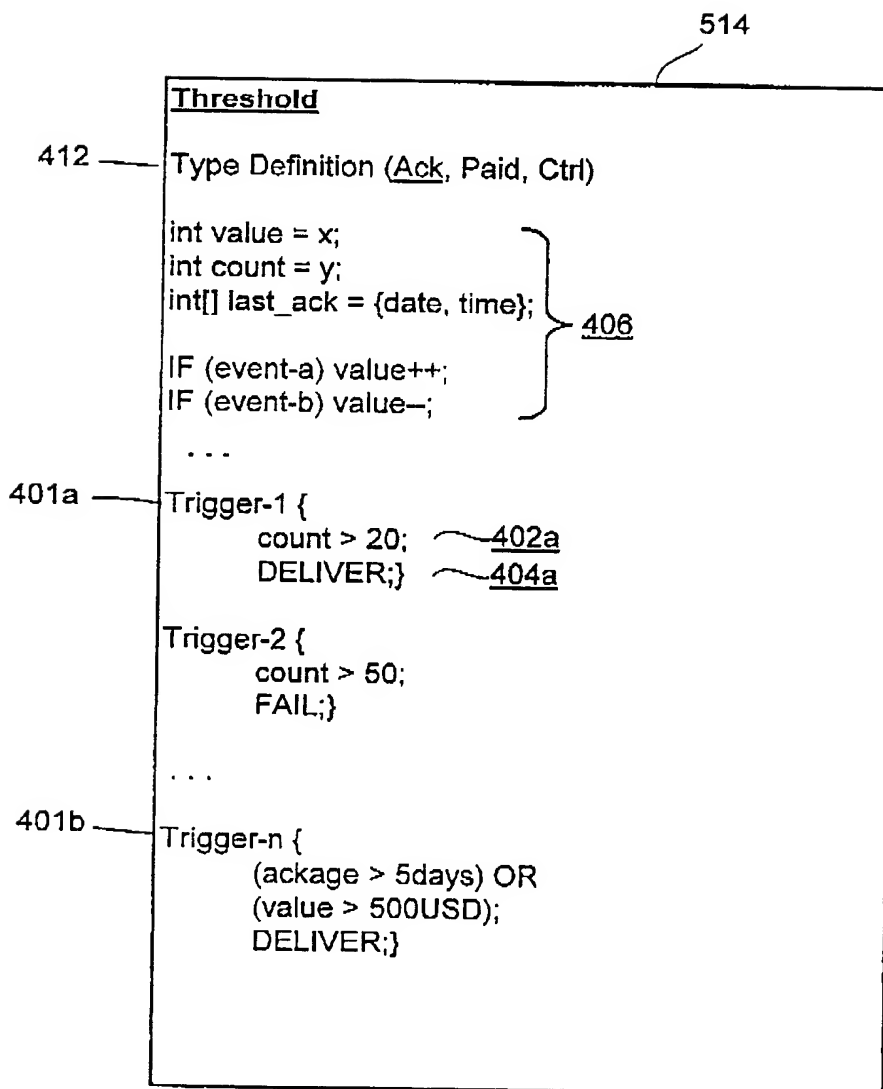 514
Threshold
412 Type Definition (Ack, Paid, Ctrl)
int value = x;
int count = y;
int[] last_ack = {date, time};
406
IF (event-a) value++;
IF (event-b) value–;
. . .
401a Trigger-1 {
count > 20; 402a
DELIVER;} 404a
Trigger-2 {
count > 50;
FAIL;}
. . .
401b Trigger-n {
(ackage > 5days) OR
(value > 500USD);
DELIVER;}